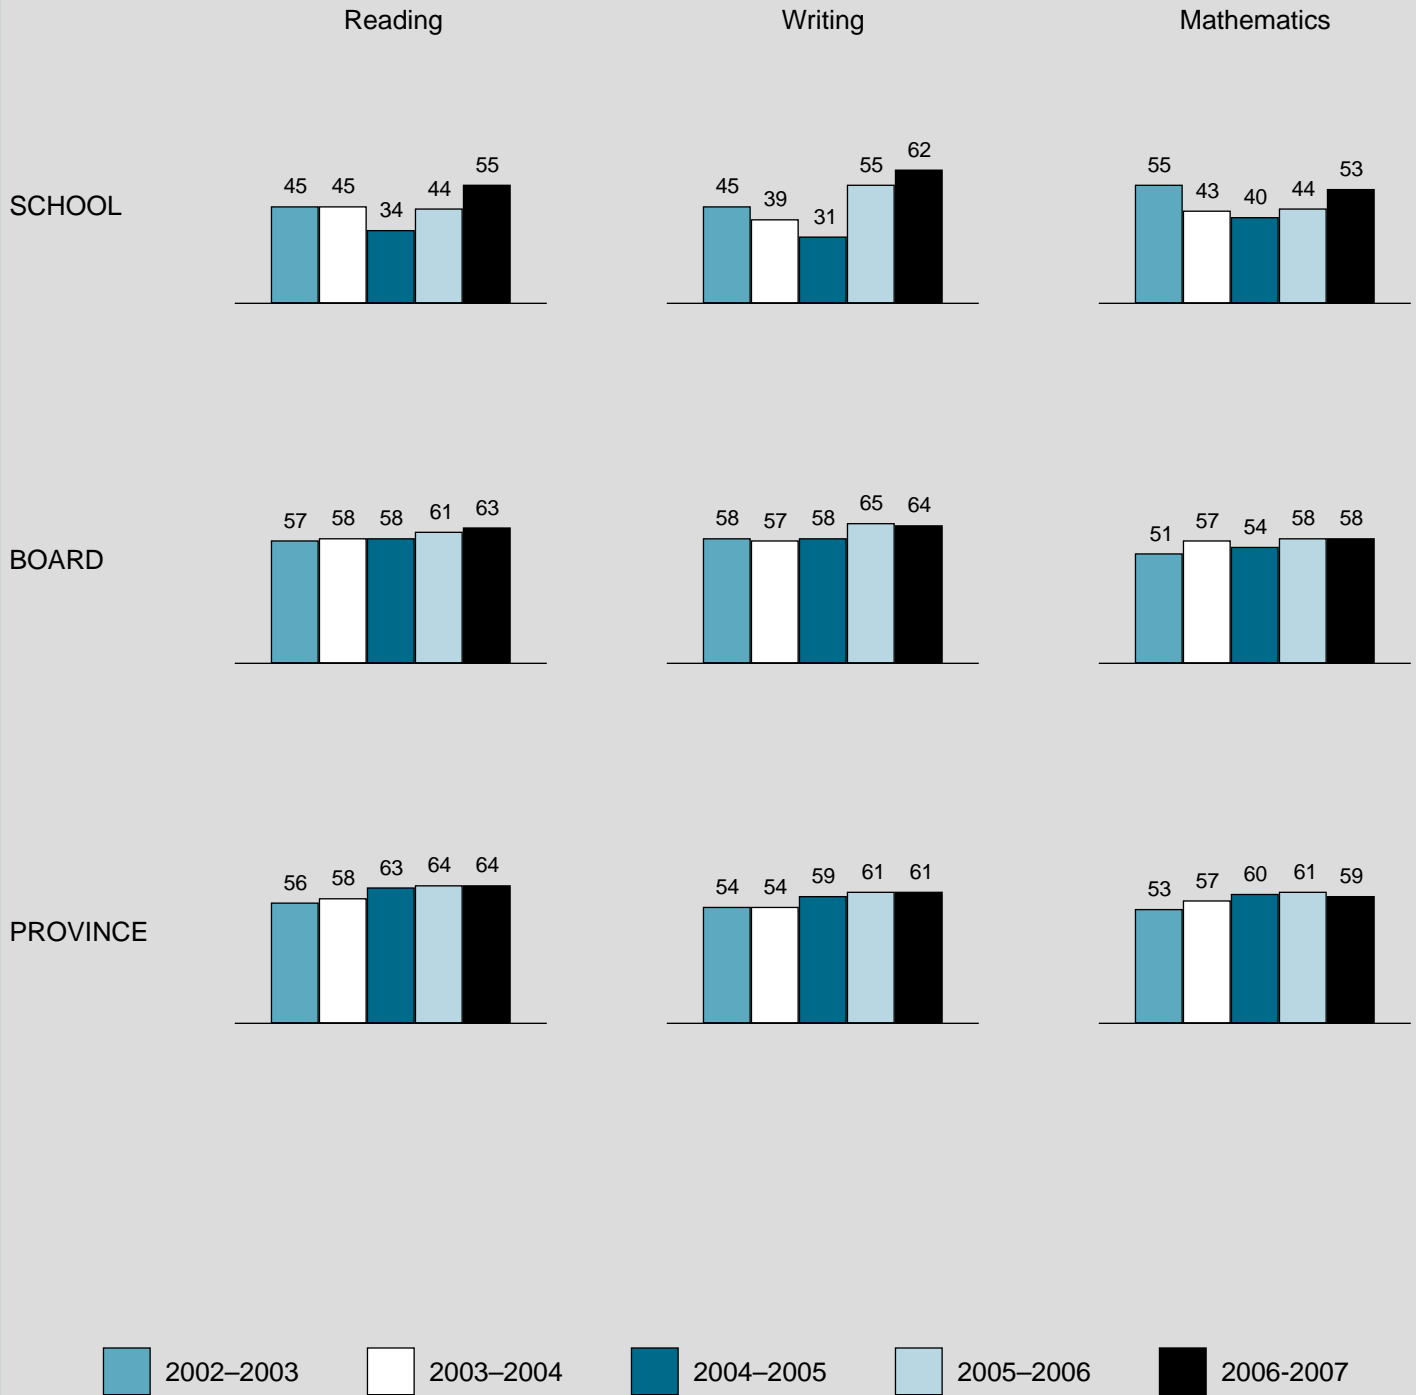 Reading Writing Mathematics
SCHOOL
45 45 34 44 55
45 39 31 55 62
55 43 40 44 53
BOARD
57 58 58 61 63
58 57 58 65 64
51 57 54 58 58
PROVINCE
56 58 63 64 64
54 54 59 61 61
53 57 60 61 59
2002–2003 2003–2004 2004–2005 2005–2006 2006-2007